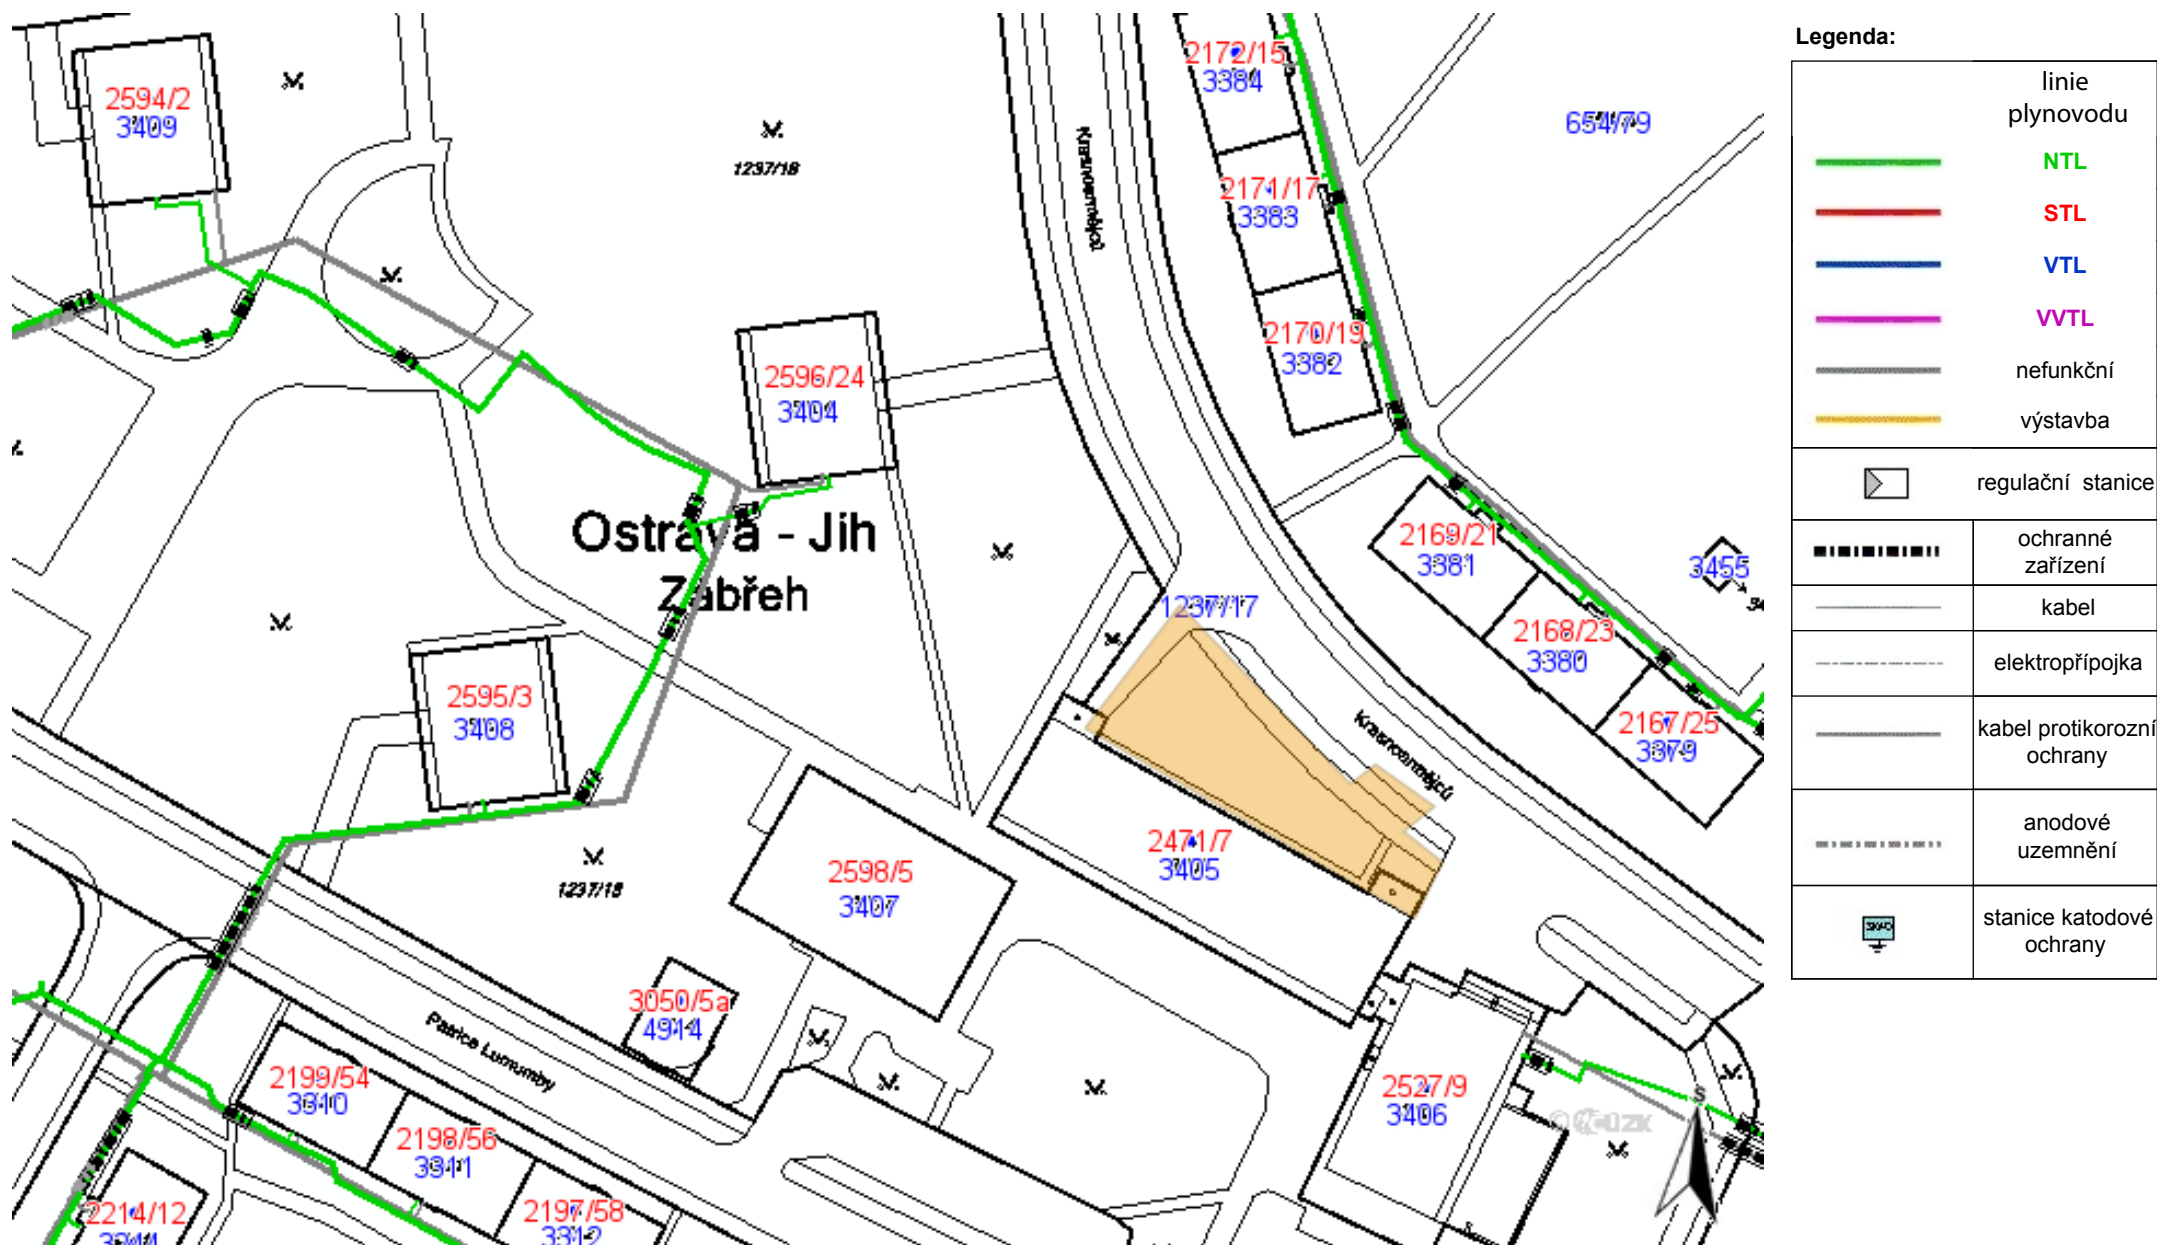 2594/2
3409
1237/18
Krasnoarmějců
2172/15
3384
654/79
2171/17
3383
2170/19
3382
2596/24
3404
Ostrava - Jih
Zábřeh
2169/21
3381
3455
1237/17
2168/23
3380
2595/3
3408
2167/25
3379
Krasnoarmějců
2471/7
3405
2598/5
3407
1237/18
3050/5a
4914
Patrice Lumumby
2199/54
3310
2198/56
3311
2527/9
3406
© ČÚZK
S
2214/12
2197/58
3312
Legenda:
linie
plynovodu
NTL
STL
VTL
VVTL
nefunkční
výstavba
regulační stanice
ochranné
zařízení
kabel
elektropřípojka
kabel protikorozní
ochrany
anodové
uzemnění
SKAO
stanice katodové
ochrany